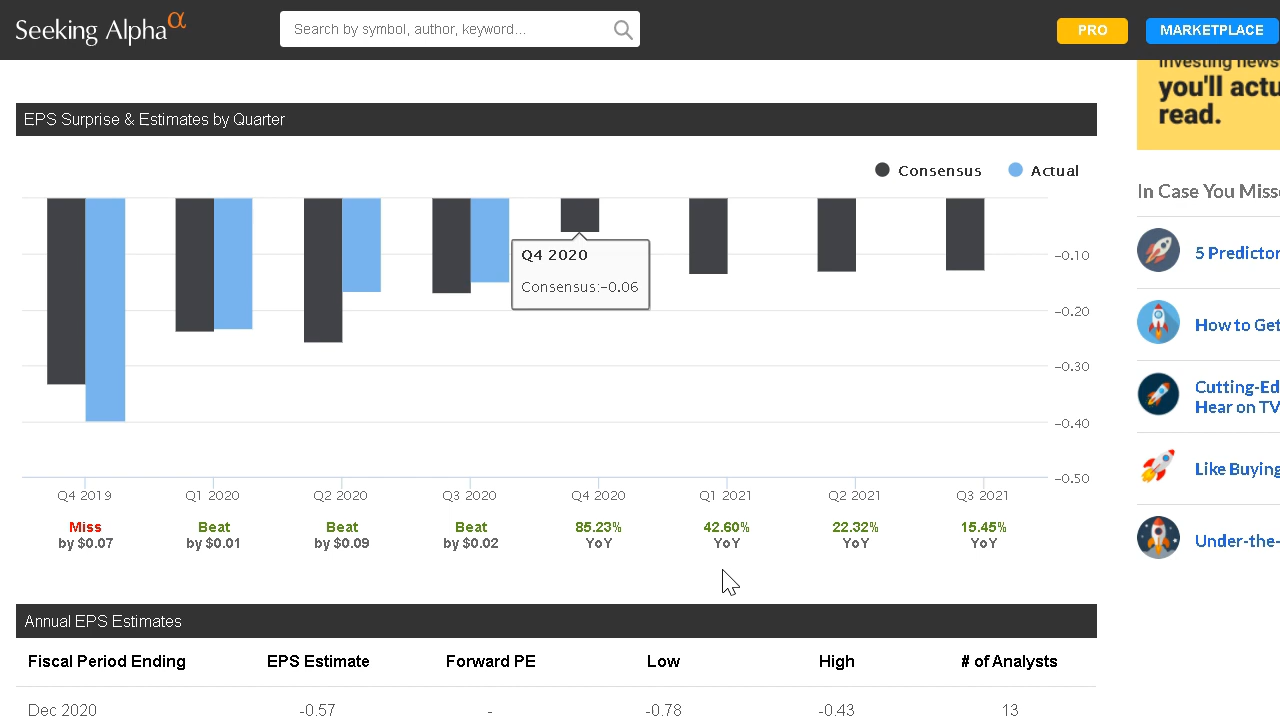 Seeking Alpha α
Search by symbol, author, keyword...
PRO
MARKETPLACE
investing news
you'll actu
read.
EPS Surprise & Estimates by Quarter
Consensus
Actual
In Case You Misse
5 Predictor
How to Get
Cutting-Ed
Hear on TV
Like Buying
Under-the-
Q4 2020
Consensus:-0.06
-0.10
-0.20
-0.30
-0.40
-0.50
Q4 2019 Q1 2020 Q2 2020 Q3 2020 Q4 2020 Q1 2021 Q2 2021 Q3 2021
Miss Beat Beat Beat 85.23% 42.60% 22.32% 15.45%
by $0.07 by $0.01 by $0.09 by $0.02 YoY YoY YoY YoY
Annual EPS Estimates
Fiscal Period Ending EPS Estimate Forward PE Low High # of Analysts
Dec 2020 -0.57 - -0.78 -0.43 13